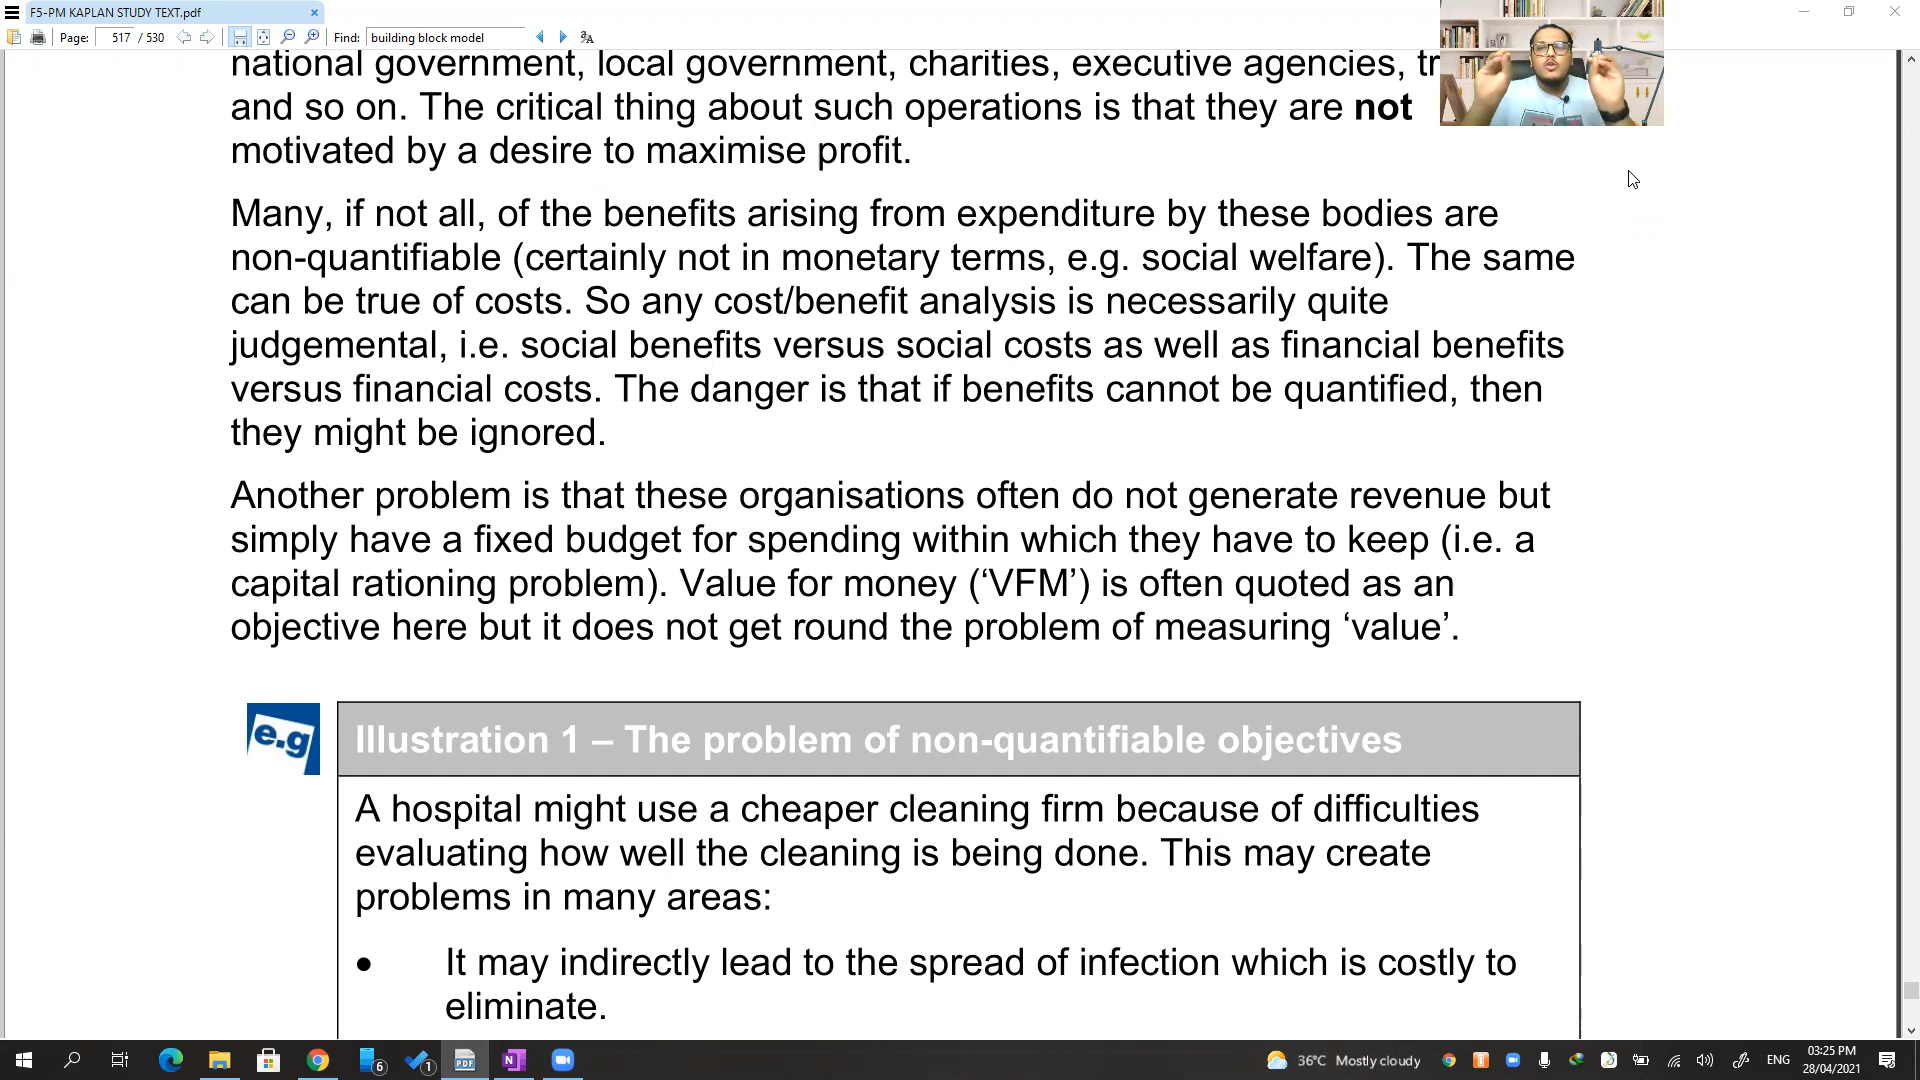 F5-PM KAPLAN STUDY TEXT.pdf
Page: 517 / 530 Find: building block model
national government, local government, charities, executive agencies, tr
and so on. The critical thing about such operations is that they are not
motivated by a desire to maximise profit.
Many, if not all, of the benefits arising from expenditure by these bodies are
non-quantifiable (certainly not in monetary terms, e.g. social welfare). The same
can be true of costs. So any cost/benefit analysis is necessarily quite
judgemental, i.e. social benefits versus social costs as well as financial benefits
versus financial costs. The danger is that if benefits cannot be quantified, then
they might be ignored.
Another problem is that these organisations often do not generate revenue but
simply have a fixed budget for spending within which they have to keep (i.e. a
capital rationing problem). Value for money (‘VFM’) is often quoted as an
objective here but it does not get round the problem of measuring ‘value’.
e.g
Illustration 1 – The problem of non-quantifiable objectives
A hospital might use a cheaper cleaning firm because of difficulties
evaluating how well the cleaning is being done. This may create
problems in many areas:
• It may indirectly lead to the spread of infection which is costly to
eliminate.
6 1 PDF N 36°C Mostly cloudy ENG 03:25 PM
28/04/2021